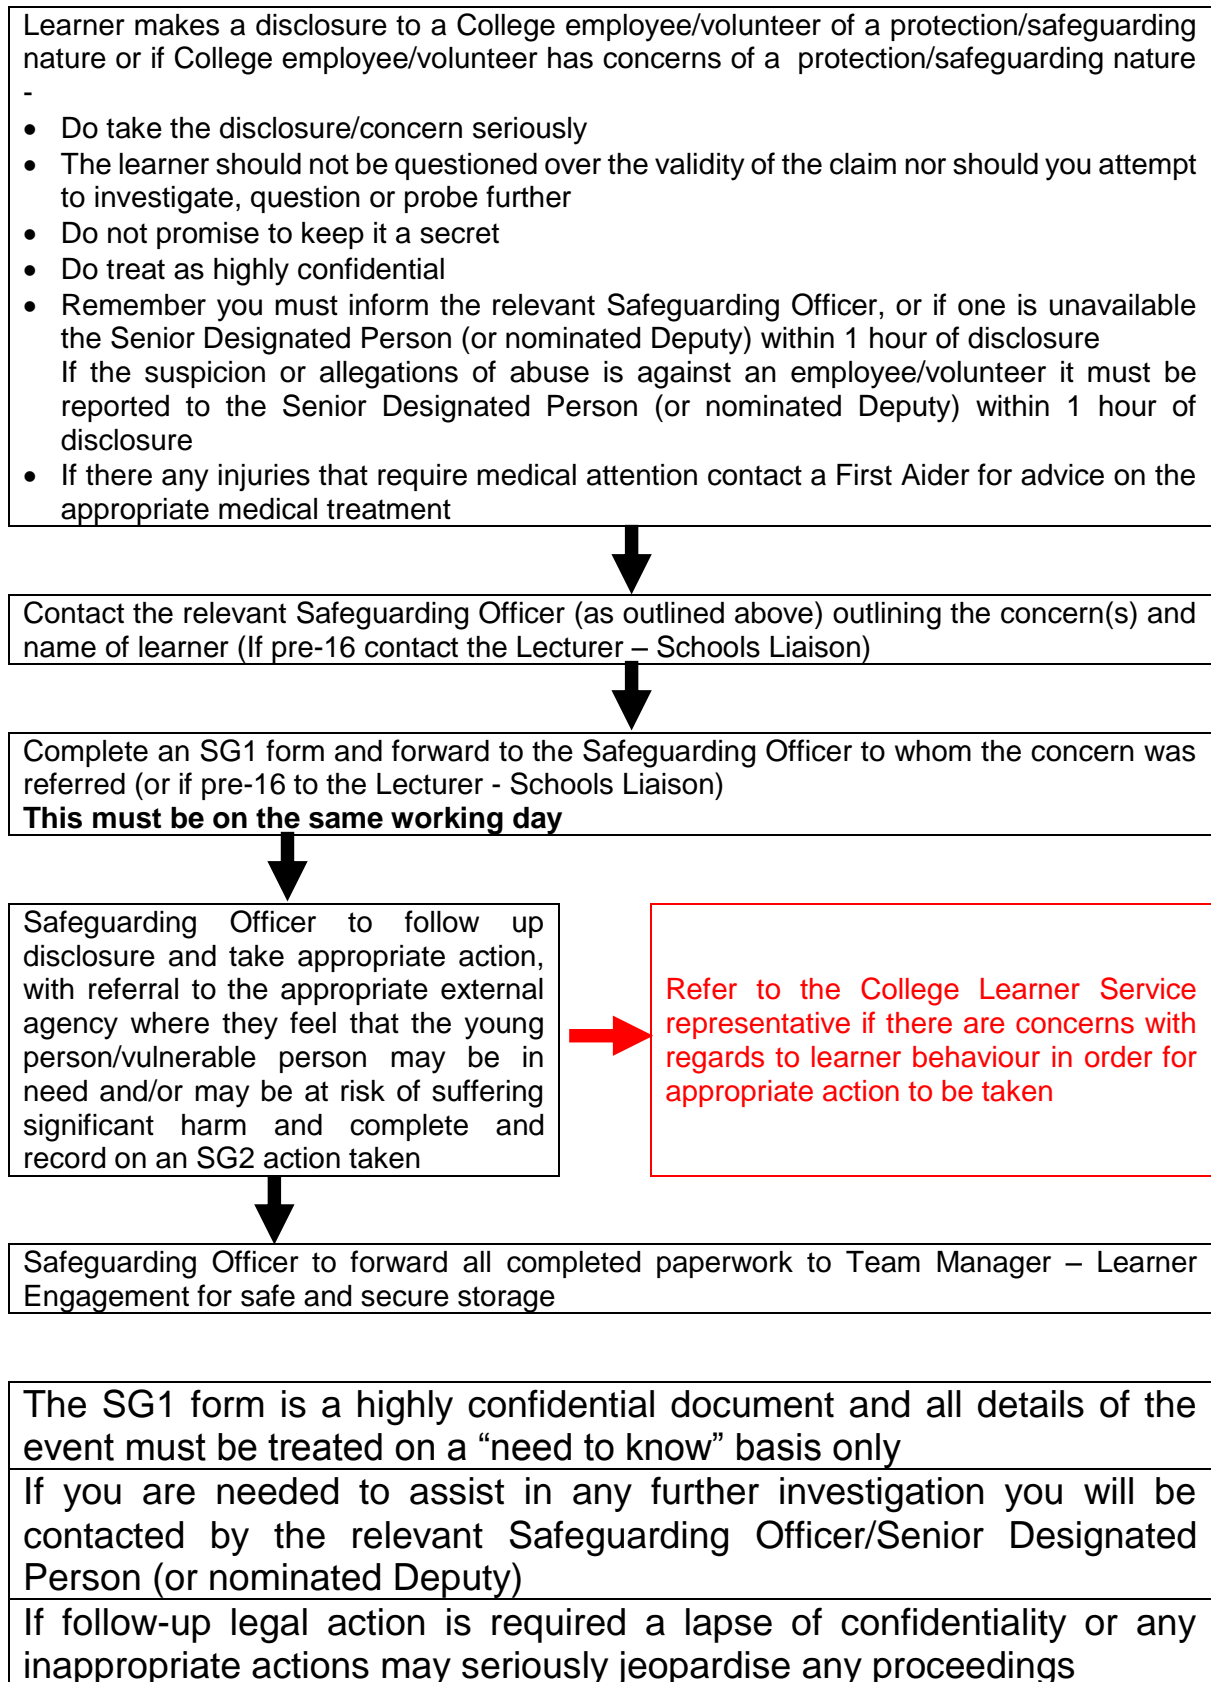 Learner makes a disclosure to a College employee/volunteer of a protection/safeguarding
nature or if College employee/volunteer has concerns of a protection/safeguarding nature
-
• Do take the disclosure/concern seriously
• The learner should not be questioned over the validity of the claim nor should you attempt
to investigate, question or probe further
• Do not promise to keep it a secret
• Do treat as highly confidential
• Remember you must inform the relevant Safeguarding Officer, or if one is unavailable
the Senior Designated Person (or nominated Deputy) within 1 hour of disclosure
If the suspicion or allegations of abuse is against an employee/volunteer it must be
reported to the Senior Designated Person (or nominated Deputy) within 1 hour of
disclosure
• If there any injuries that require medical attention contact a First Aider for advice on the
appropriate medical treatment
Contact the relevant Safeguarding Officer (as outlined above) outlining the concern(s) and
name of learner (If pre-16 contact the Lecturer – Schools Liaison)
Complete an SG1 form and forward to the Safeguarding Officer to whom the concern was
referred (or if pre-16 to the Lecturer - Schools Liaison)
This must be on the same working day
Safeguarding Officer to follow up
disclosure and take appropriate action,
with referral to the appropriate external
agency where they feel that the young
person/vulnerable person may be in
need and/or may be at risk of suffering
significant harm and complete and
record on an SG2 action taken
Refer to the College Learner Service
representative if there are concerns with
regards to learner behaviour in order for
appropriate action to be taken
Safeguarding Officer to forward all completed paperwork to Team Manager – Learner
Engagement for safe and secure storage
The SG1 form is a highly confidential document and all details of the
event must be treated on a “need to know” basis only
If you are needed to assist in any further investigation you will be
contacted by the relevant Safeguarding Officer/Senior Designated
Person (or nominated Deputy)
If follow-up legal action is required a lapse of confidentiality or any
inappropriate actions may seriously jeopardise any proceedings